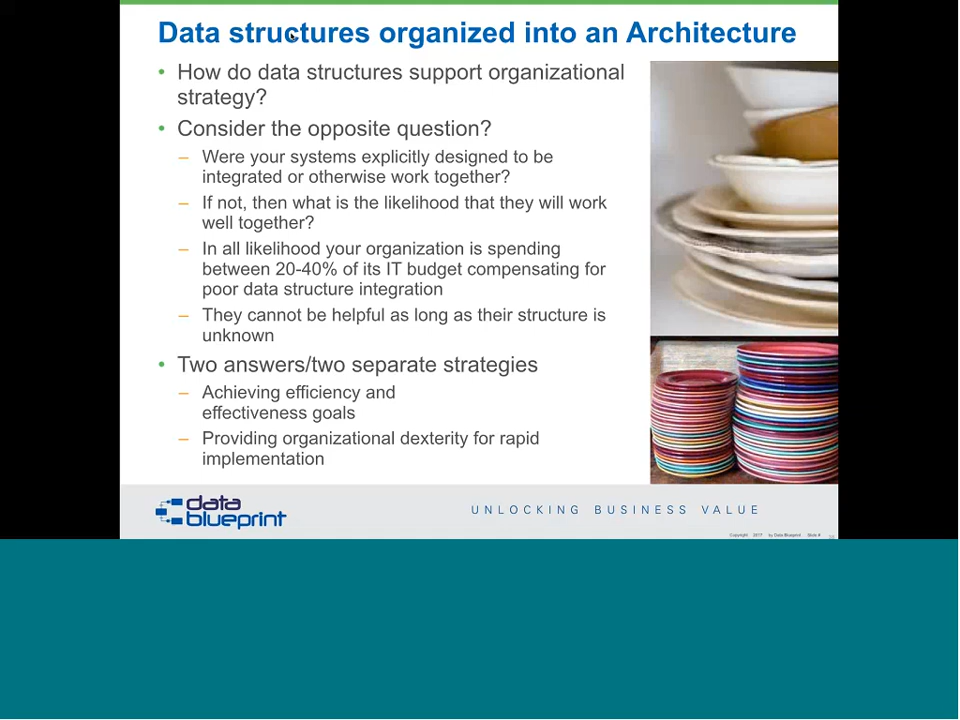 Data structures organized into an Architecture
• How do data structures support organizational
strategy?
• Consider the opposite question?
– Were your systems explicitly designed to be
integrated or otherwise work together?
– If not, then what is the likelihood that they will work
well together?
– In all likelihood your organization is spending
between 20-40% of its IT budget compensating for
poor data structure integration
– They cannot be helpful as long as their structure is
unknown
• Two answers/two separate strategies
– Achieving efficiency and
effectiveness goals
– Providing organizational dexterity for rapid
implementation
data
blueprint
UNLOCKING BUSINESS VALUE
Copyright 2017 by Data Blueprint Slide #